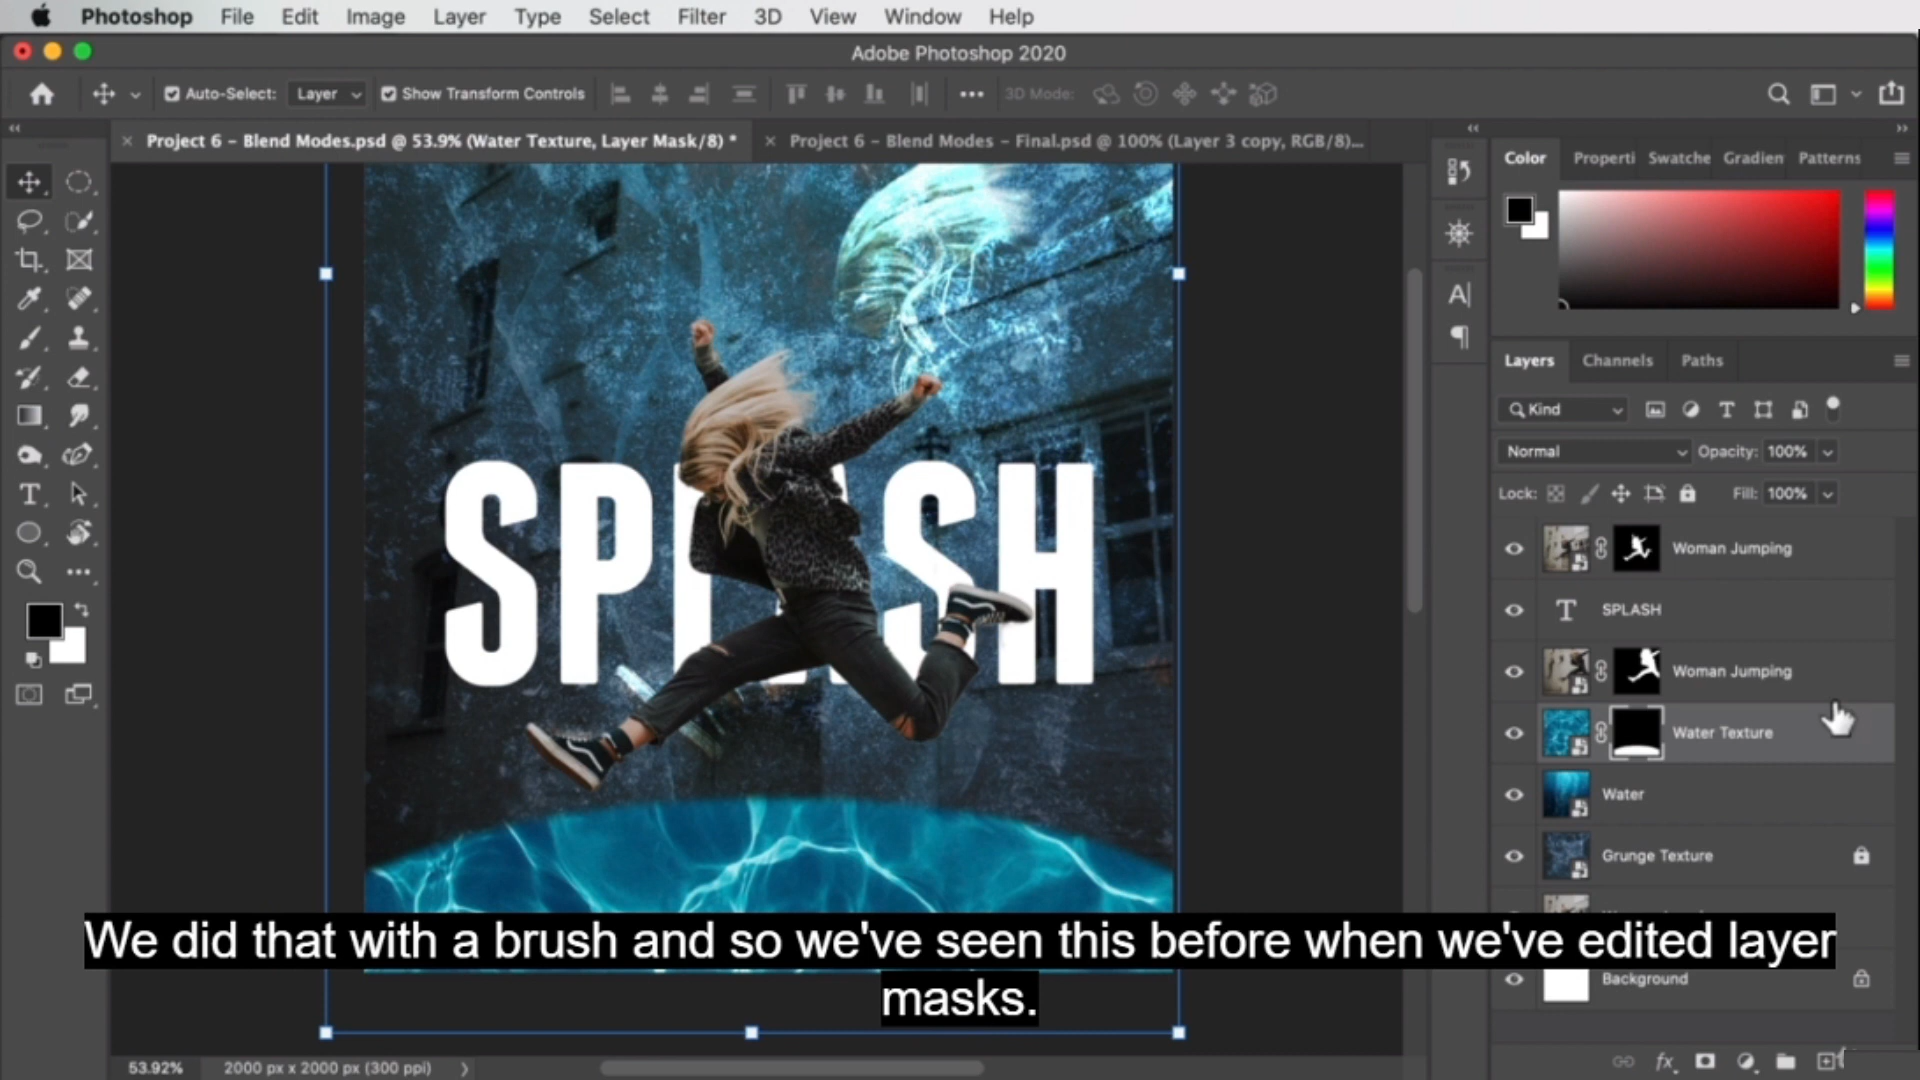 Photoshop File Edit Image Layer Type Select Filter 3D View Window Help
Adobe Photoshop 2020
Auto-Select: Layer Show Transform Controls 3D Mode:
Project 6 - Blend Modes.psd @ 53.9% (Water Texture, Layer Mask/8) * Project 6 - Blend Modes - Final.psd @ 100% (Layer 3 copy, RGB/8)...
Color Properti Swatche Gradien Patterns
Layers Channels Paths
Kind
Normal Opacity: 100%
Lock: Fill: 100%
Woman Jumping
SPLASH
Woman Jumping
Water Texture
Water
Grunge Texture
Background
SPLASH
We did that with a brush and so we've seen this before when we've edited layer
masks.
53.92% 2000 px x 2000 px (300 ppi)